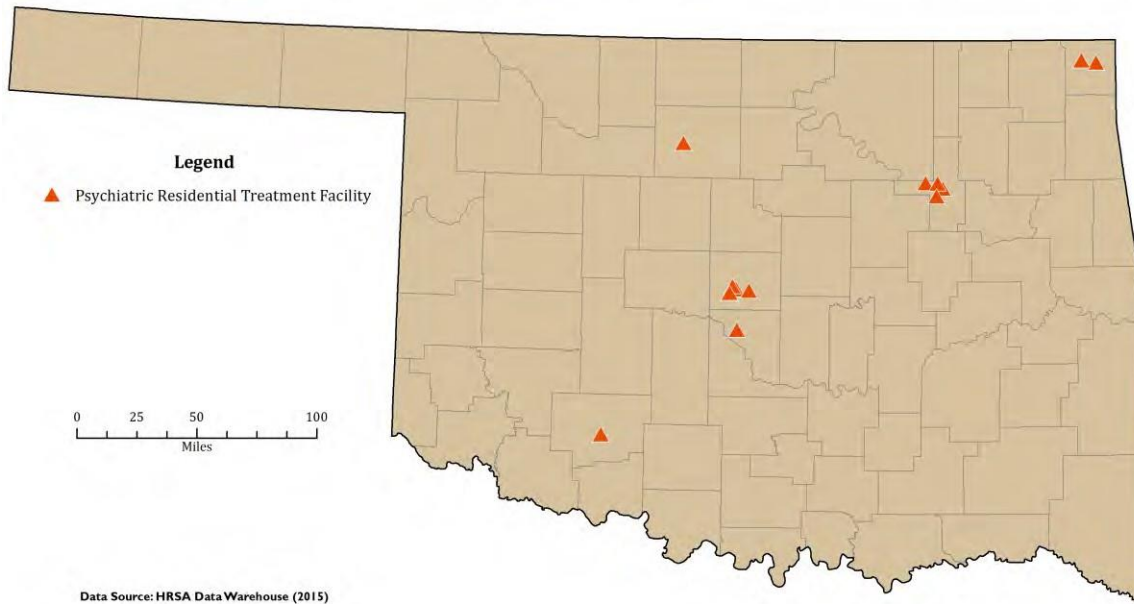 Legend
Psychiatric Residential Treatment Facility
0 25 50 100
Miles
Data Source: HRSA Data Warehouse (2015)